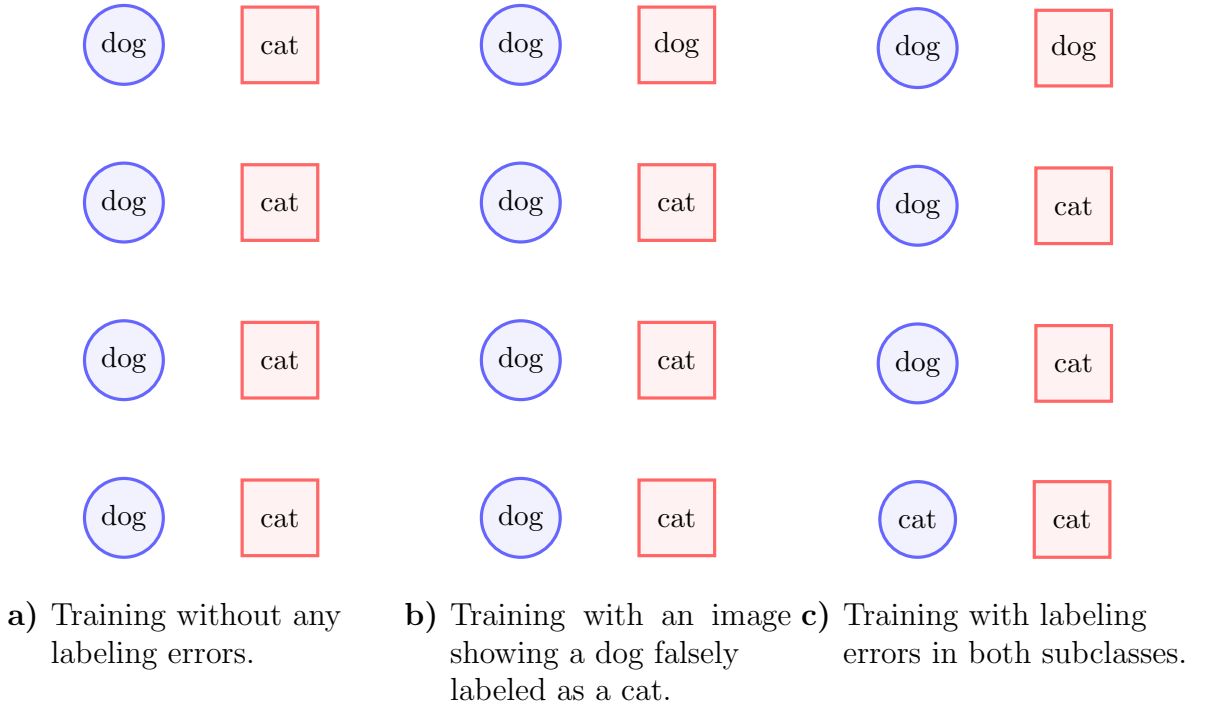 dog cat dog dog dog dog
dog cat dog cat dog cat
dog cat dog cat dog cat
dog cat dog cat cat cat
a) Training without any
labeling errors.
b) Training with an image
showing a dog falsely
labeled as a cat.
c) Training with labeling
errors in both subclasses.